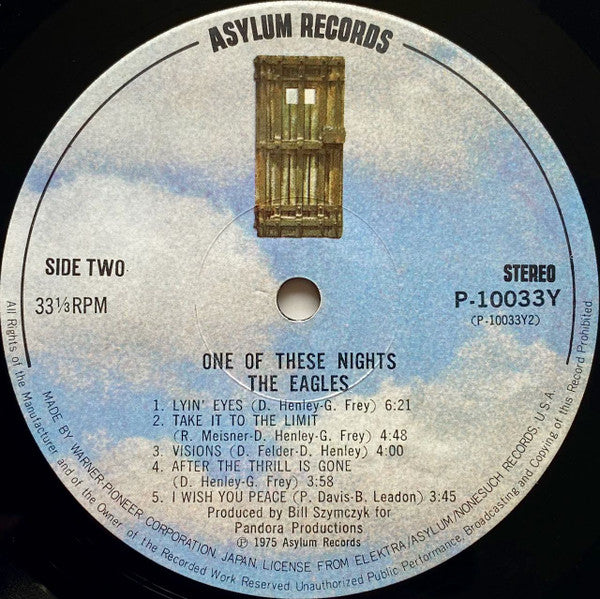 ASYLUM RECORDS
SIDE TWO
33⅓RPM
STEREO
P-10033Y
(P-10033Y2)
ONE OF THESE NIGHTS
THE EAGLES
1. LYIN' EYES (D. Henley-G. Frey) 6:21
2. TAKE IT TO THE LIMIT
(R. Meisner-D. Henley-G. Frey) 4:48
3. VISIONS (D. Felder-D. Henley) 4:00
4. AFTER THE THRILL IS GONE
(D. Henley-G. Frey) 3:58
5. I WISH YOU PEACE (P. Davis-B. Leadon) 3:45
Produced by Bill Szymczyk for
Pandora Productions
℗ 1975 Asylum Records
MADE BY WARNER-PIONEER CORPORATION, JAPAN, LICENSE FROM ELEKTRA/ASYLUM/NONESUCH RECORDS, U.S.A.
All Rights of the Manufacturer and of the Owner of the Recorded Work Reserved. Unauthorized Public Performance, Broadcasting and Copying of this Record Prohibited.